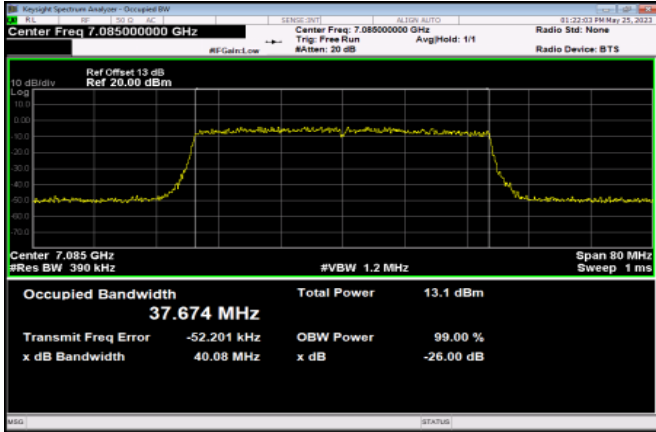 Keysight Spectrum Analyzer - Occupied BW
RL RF 50 Ω AC SENSE:INT ALIGN AUTO 01:22:03 PM May 25, 2023
Center Freq 7.085000000 GHz Center Freq: 7.085000000 GHz Radio Std: None
Trig: Free Run Avg|Hold: 1/1
#IFGain:Low #Atten: 20 dB Radio Device: BTS
Ref Offset 13 dB
10 dB/div Ref 20.00 dBm
Log
10.0
0.00
-10.0
-20.0
-30.0
-40.0
-50.0
-60.0
-70.0
Center 7.085 GHz Span 80 MHz
#Res BW 390 kHz #VBW 1.2 MHz Sweep 1 ms
Occupied Bandwidth Total Power 13.1 dBm
37.674 MHz
Transmit Freq Error -52.201 kHz OBW Power 99.00 %
x dB Bandwidth 40.08 MHz x dB -26.00 dB
MSG STATUS